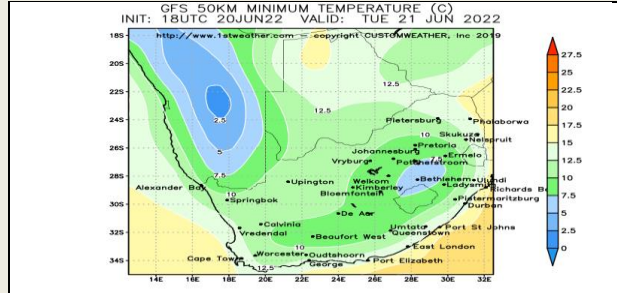 GFS 50KM MINIMUM TEMPERATURE (C)
INIT: 18UTC 20JUN22 VALID: TUE 21 JUN 2022
http://www.1stweather.com — copyright CUSTOMWEATHER, Inc 2019
18S
20S
22S
24S
26S
28S
30S
32S
34S
14E 16E 18E 20E 22E 24E 26E 28E 30E 32E
12.5
12.5
2.5
5
7.5
10
10
7.5
10
12.5
Pietersburg
Phalaborwa
Skukuza
Nelspruit
Pretoria
Johannesburg
Ermelo
Vryburg
Potchefstroom
Welkom
Bethlehem
Ulundi
Kimberley
Ladysmith
Bloemfontein
Richards Ba
Pietermaritzburg
Durban
Alexander Bay
Upington
Springbok
De Aar
Calvinia
Vredendal
Beaufort West
Umtata
Port St Johns
Queenstown
East London
Worcester
Oudtshoorn
Cape Town
George
Port Elizabeth
27.5
25
22.5
20
17.5
15
12.5
10
7.5
5
2.5
0